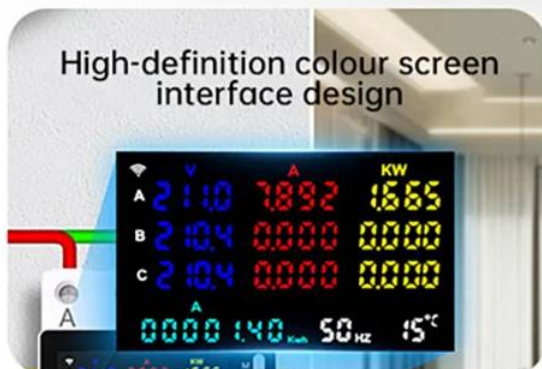 High-definition colour screen
interface design
V A KW
A 211.0 7.892 1.665
B 210.4 0.000 0.000
C 210.4 0.000 0.000
A
00001.40 Kwh 50 HZ 15°C
A